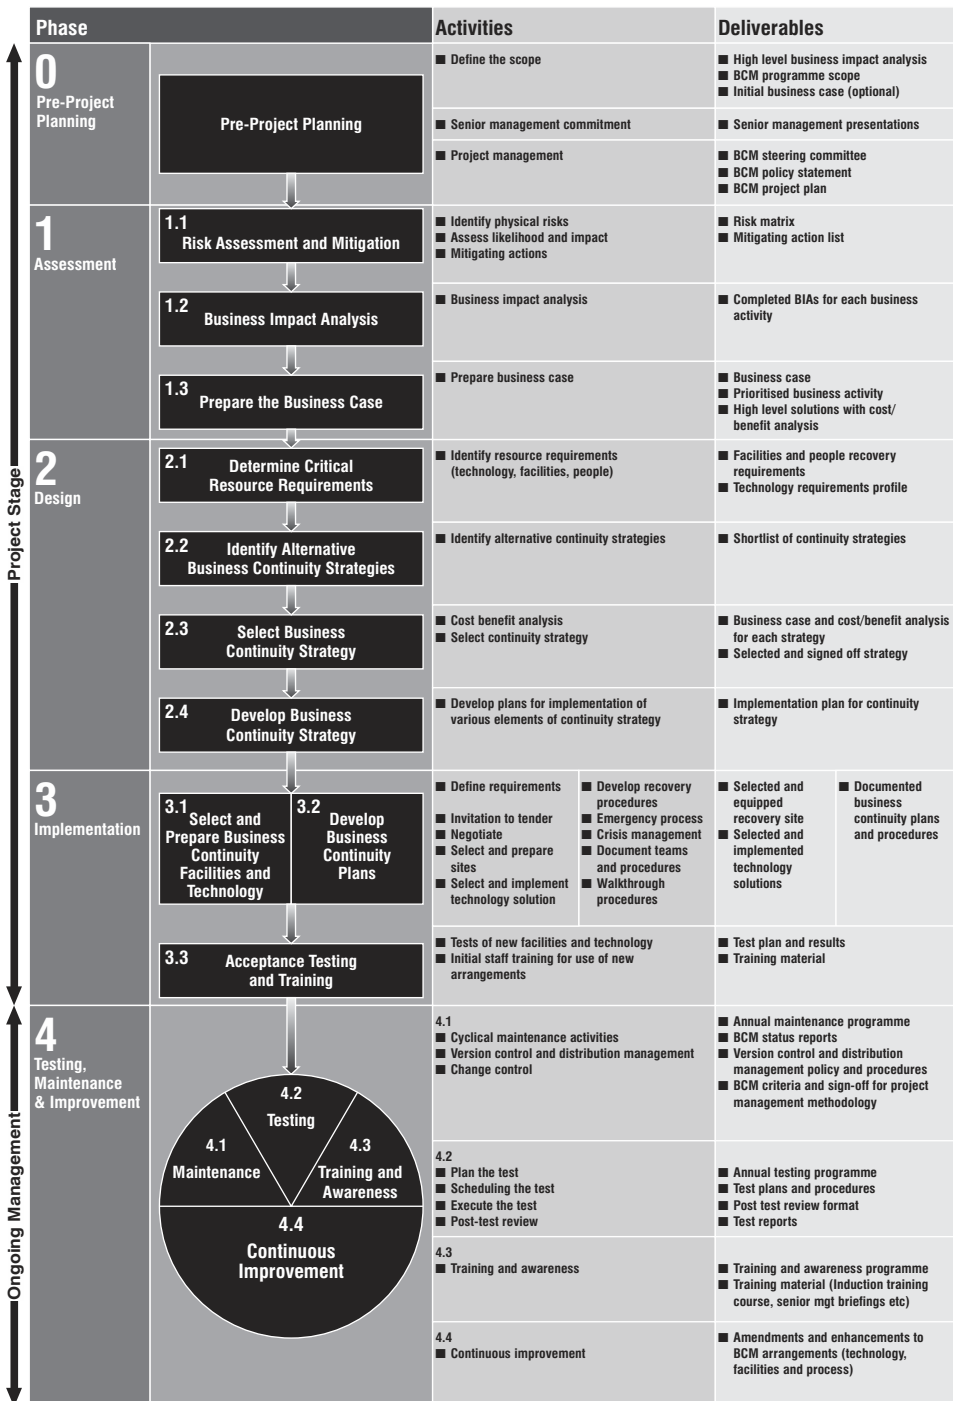 Phase
Activities
Deliverables
Project Stage
0
Pre-Project
Planning
Pre-Project Planning
■ Define the scope
■ High level business impact analysis
■ BCM programme scope
■ Initial business case (optional)
■ Senior management commitment
■ Senior management presentations
■ Project management
■ BCM steering committee
■ BCM policy statement
■ BCM project plan
1
Assessment
1.1
Risk Assessment and Mitigation
■ Identify physical risks
■ Assess likelihood and impact
■ Mitigating actions
■ Risk matrix
■ Mitigating action list
1.2
Business Impact Analysis
■ Business impact analysis
■ Completed BIAs for each business
activity
1.3
Prepare the Business Case
■ Prepare business case
■ Business case
■ Prioritised business activity
■ High level solutions with cost/
benefit analysis
2
Design
2.1
Determine Critical
Resource Requirements
■ Identify resource requirements
(technology, facilities, people)
■ Facilities and people recovery
requirements
■ Technology requirements profile
2.2
Identify Alternative
Business Continuity Strategies
■ Identify alternative continuity strategies
■ Shortlist of continuity strategies
2.3
Select Business
Continuity Strategy
■ Cost benefit analysis
■ Select continuity strategy
■ Business case and cost/benefit analysis
for each strategy
■ Selected and signed off strategy
2.4
Develop Business
Continuity Strategy
■ Develop plans for implementation of
various elements of continuity strategy
■ Implementation plan for continuity
strategy
3
Implementation
3.1
Select and
Prepare Business
Continuity
Facilities and
Technology
3.2
Develop
Business
Continuity
Plans
■ Define requirements
■ Invitation to tender
■ Negotiate
■ Select and prepare
sites
■ Select and implement
technology solution
■ Develop recovery
procedures
■ Emergency process
■ Crisis management
■ Document teams
and procedures
■ Walkthrough
procedures
■ Selected and
equipped
recovery site
■ Selected and
implemented
technology
solutions
■ Documented
business
continuity plans
and procedures
3.3
Acceptance Testing
and Training
■ Tests of new facilities and technology
■ Initial staff training for use of new
arrangements
■ Test plan and results
■ Training material
Ongoing Management
4
Testing,
Maintenance
& Improvement
4.1
Maintenance
4.2
Testing
4.3
Training and
Awareness
4.4
Continuous
Improvement
4.1
■ Cyclical maintenance activities
■ Version control and distribution management
■ Change control
■ Annual maintenance programme
■ BCM status reports
■ Version control and distribution
management policy and procedures
■ BCM criteria and sign-off for project
management methodology
4.2
■ Plan the test
■ Scheduling the test
■ Execute the test
■ Post-test review
■ Annual testing programme
■ Test plans and procedures
■ Post test review format
■ Test reports
4.3
■ Training and awareness
■ Training and awareness programme
■ Training material (Induction training
course, senior mgt briefings etc)
4.4
■ Continuous improvement
■ Amendments and enhancements to
BCM arrangements (technology,
facilities and process)